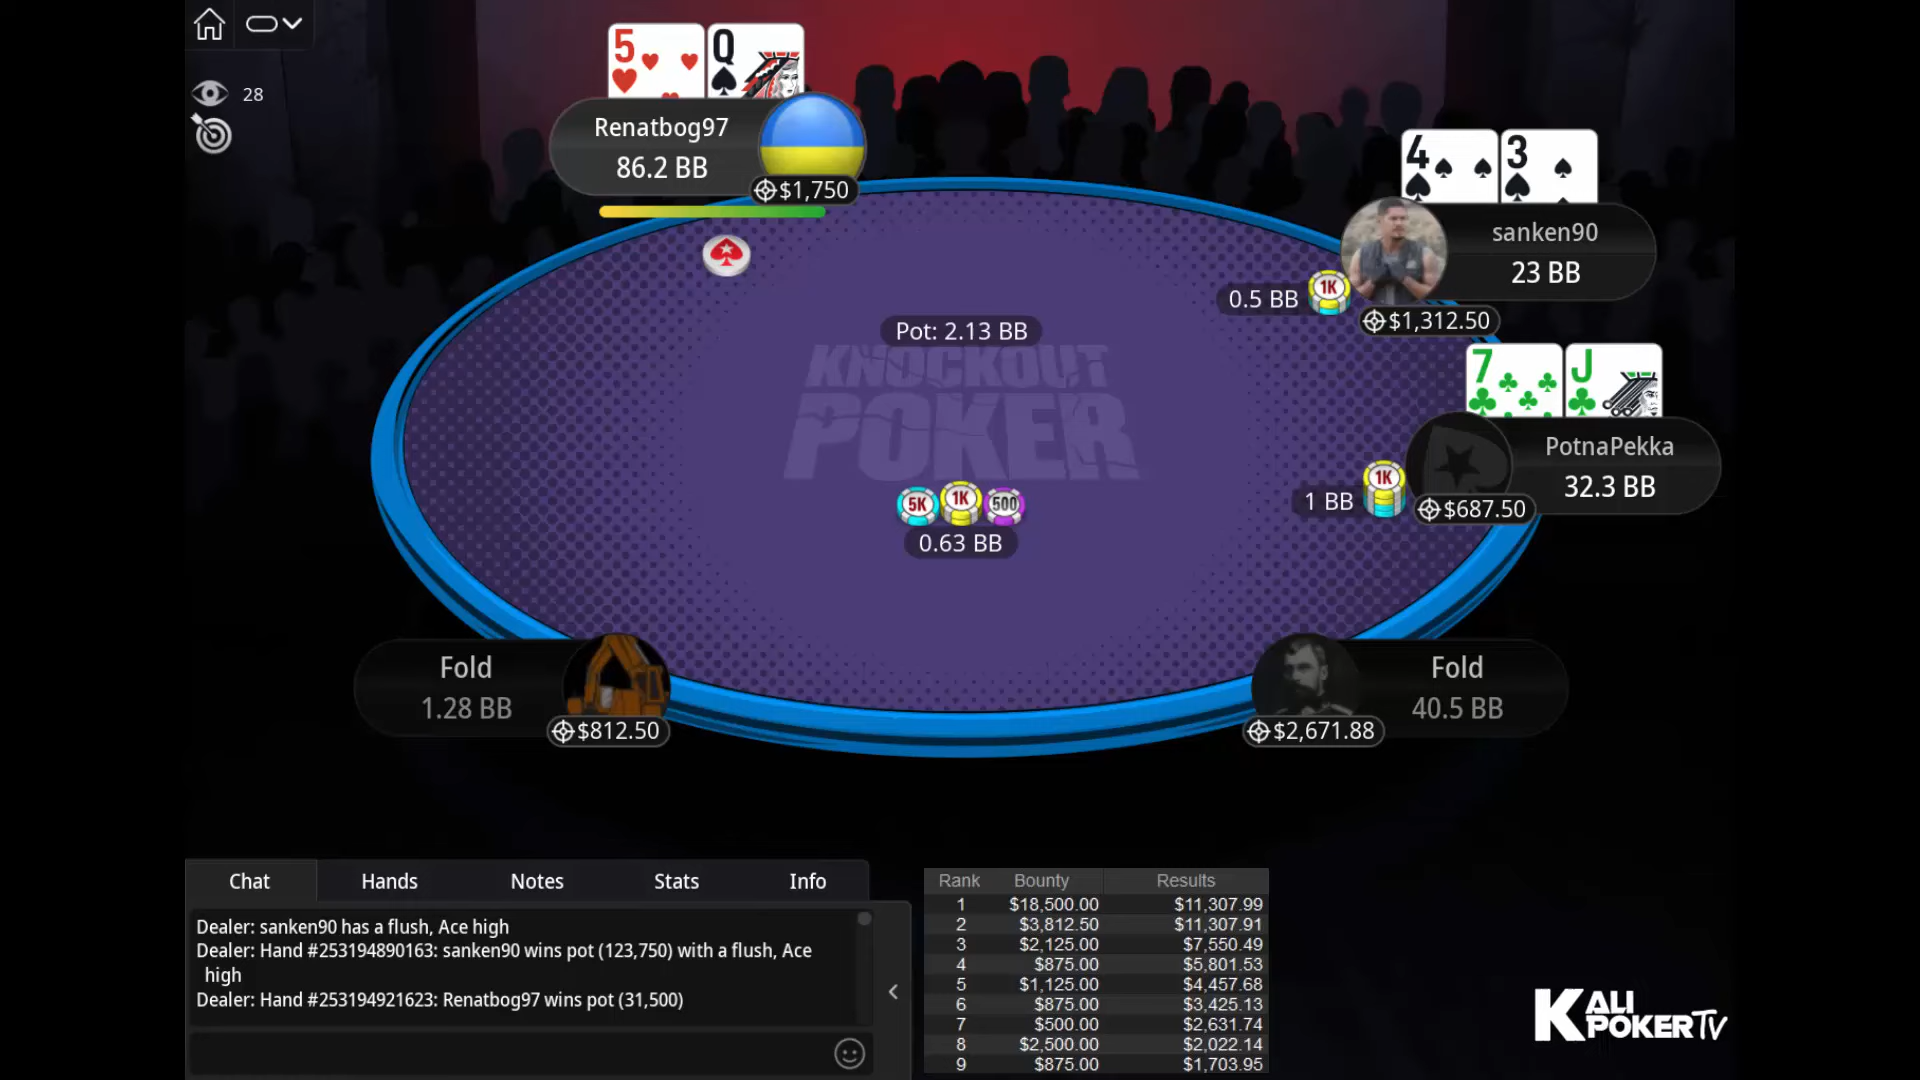 28
5
Q
Renatbog97
86.2 BB
$1,750
4
3
sanken90
23 BB
$1,312.50
0.5 BB
1K
Pot: 2.13 BB
KNOCKOUT
POKER
7
J
PotnaPekka
32.3 BB
$687.50
1 BB
1K
5K
1K
500
0.63 BB
Fold
1.28 BB
$812.50
Fold
40.5 BB
$2,671.88
Chat Hands Notes Stats Info
Dealer: sanken90 has a flush, Ace high
Dealer: Hand #253194890163: sanken90 wins pot (123,750) with a flush, Ace
high
Dealer: Hand #253194921623: Renatbog97 wins pot (31,500)
Rank Bounty Results
1 $18,500.00 $11,307.99
2 $3,812.50 $11,307.91
3 $2,125.00 $7,550.49
4 $875.00 $5,801.53
5 $1,125.00 $4,457.68
6 $875.00 $3,425.13
7 $500.00 $2,631.74
8 $2,500.00 $2,022.14
9 $875.00 $1,703.95
KALI
POKERTV